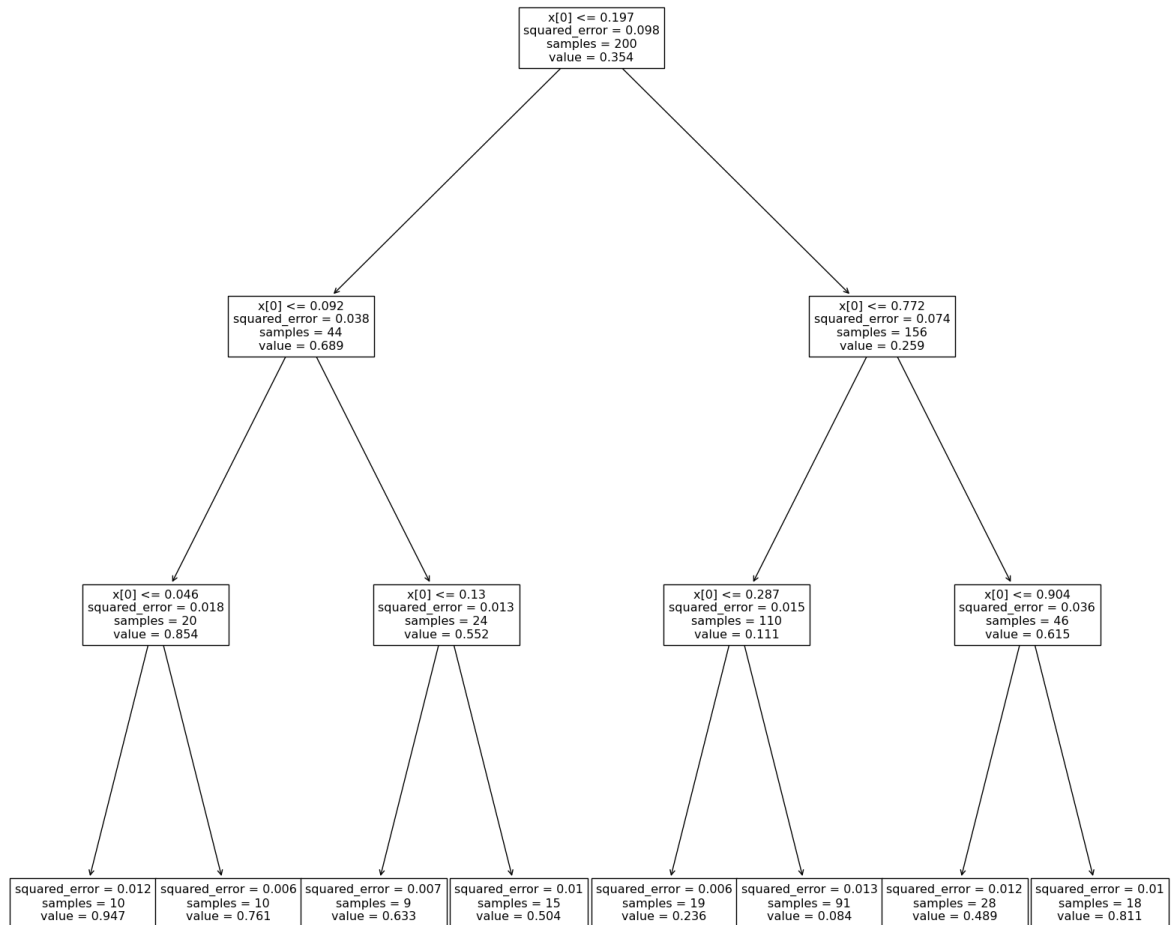 x[0] <= 0.197
squared_error = 0.098
samples = 200
value = 0.354
x[0] <= 0.092
squared_error = 0.038
samples = 44
value = 0.689
x[0] <= 0.772
squared_error = 0.074
samples = 156
value = 0.259
x[0] <= 0.046
squared_error = 0.018
samples = 20
value = 0.854
x[0] <= 0.13
squared_error = 0.013
samples = 24
value = 0.552
x[0] <= 0.287
squared_error = 0.015
samples = 110
value = 0.111
x[0] <= 0.904
squared_error = 0.036
samples = 46
value = 0.615
squared_error = 0.012
samples = 10
value = 0.947
squared_error = 0.006
samples = 10
value = 0.761
squared_error = 0.007
samples = 9
value = 0.633
squared_error = 0.01
samples = 15
value = 0.504
squared_error = 0.006
samples = 19
value = 0.236
squared_error = 0.013
samples = 91
value = 0.084
squared_error = 0.012
samples = 28
value = 0.489
squared_error = 0.01
samples = 18
value = 0.811